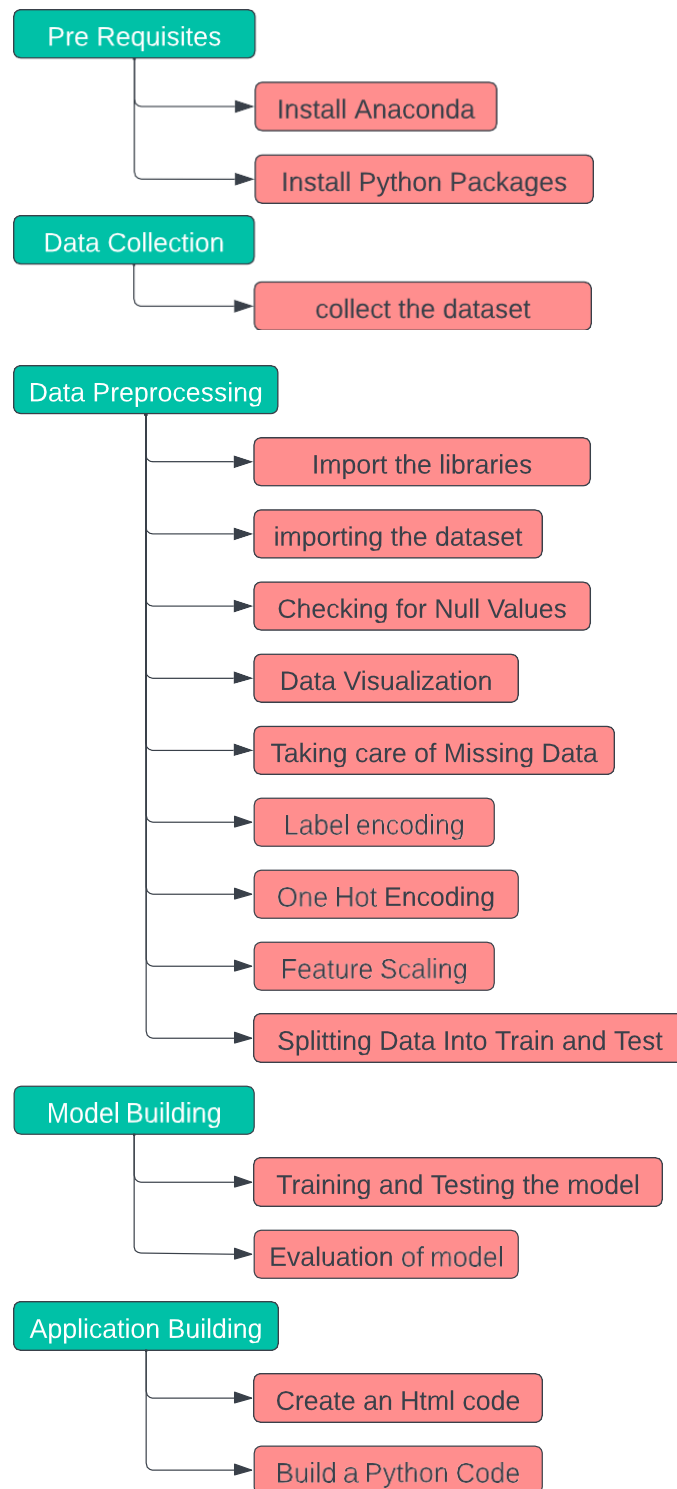 Pre Requisites
Install Anaconda
Install Python Packages
Data Collection
collect the dataset
Data Preprocessing
Import the libraries
importing the dataset
Checking for Null Values
Data Visualization
Taking care of Missing Data
Label encoding
One Hot Encoding
Feature Scaling
Splitting Data Into Train and Test
Model Building
Training and Testing the model
Evaluation of model
Application Building
Create an Html code
Build a Python Code